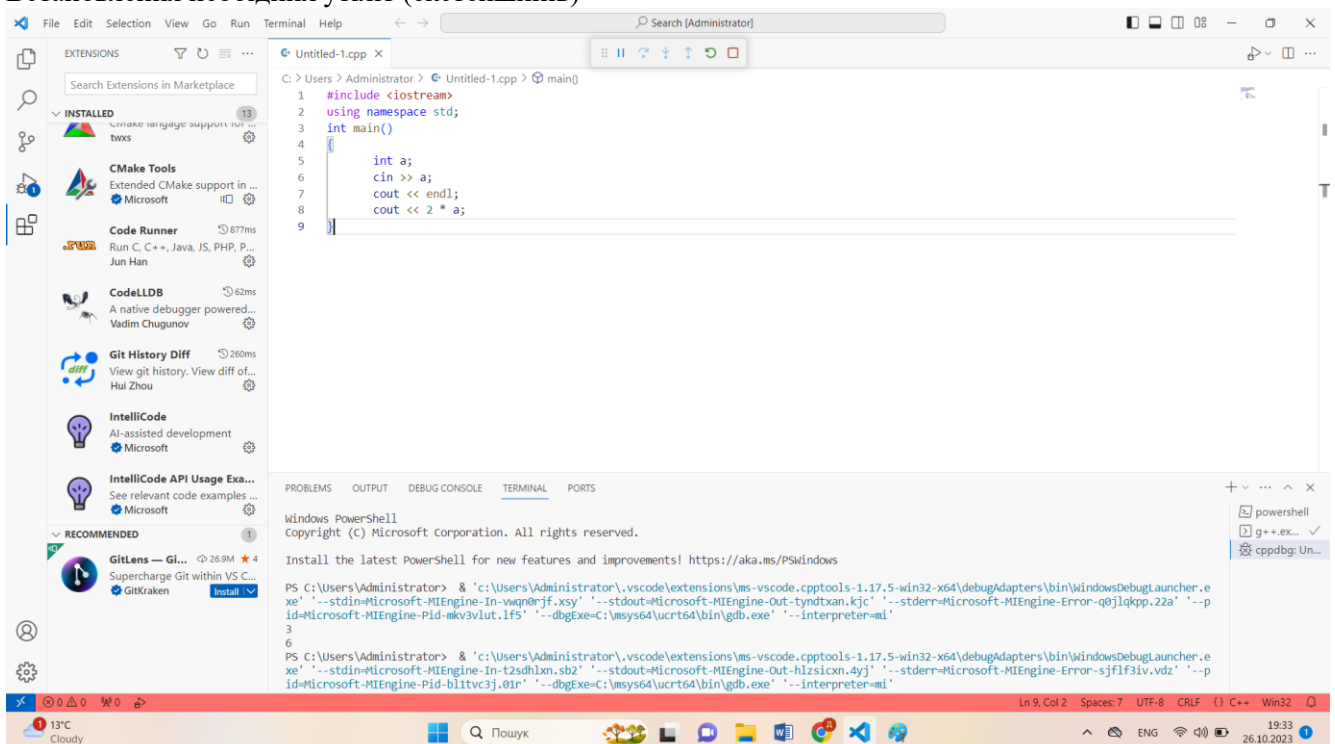 File Edit Selection View Go Run Terminal Help
Search [Administrator]
EXTENSIONS
Search Extensions in Marketplace
INSTALLED 13
twxs
CMake Tools
Extended CMake support in ...
Microsoft
Code Runner 877ms
Run C, C++, Java, JS, PHP, P...
Jun Han
CodeLLDB 62ms
A native debugger powered...
Vadim Chugunov
Git History Diff 260ms
View git history. View diff of...
Hui Zhou
IntelliCode
AI-assisted development
Microsoft
IntelliCode API Usage Exa...
See relevant code examples ...
Microsoft
RECOMMENDED 1
GitLens — Gi... 26.9M ★ 4
Supercharge Git within VS C...
GitKraken Install
Untitled-1.cpp
C: > Users > Administrator > Untitled-1.cpp > main()
1 #include <iostream>
2 using namespace std;
3 int main()
4 {
5 int a;
6 cin >> a;
7 cout << endl;
8 cout << 2 * a;
9 }
PROBLEMS OUTPUT DEBUG CONSOLE TERMINAL PORTS
powershell
g++.ex...
cppdbg: Un...
Windows PowerShell
Copyright (C) Microsoft Corporation. All rights reserved.
Install the latest PowerShell for new features and improvements! https://aka.ms/PSWindows
PS C:\Users\Administrator> & 'c:\Users\Administrator\.vscode\extensions\ms-vscode.cpptools-1.17.5-win32-x64\debugAdapters\bin\WindowsDebugLauncher.e
xe' '--stdin=Microsoft-MIEngine-In-vwqn0rjf.xsy' '--stdout=Microsoft-MIEngine-Out-tyndtxan.kjc' '--stderr=Microsoft-MIEngine-Error-q0jlqkpp.22a' '--p
id=Microsoft-MIEngine-Pid-mkv3vlut.lf5' '--dbgExe=C:\msys64\ucrt64\bin\gdb.exe' '--interpreter=mi'
3
6
PS C:\Users\Administrator> & 'c:\Users\Administrator\.vscode\extensions\ms-vscode.cpptools-1.17.5-win32-x64\debugAdapters\bin\WindowsDebugLauncher.e
xe' '--stdin=Microsoft-MIEngine-In-t2sdhlxn.sb2' '--stdout=Microsoft-MIEngine-Out-hlzsicxn.4yj' '--stderr=Microsoft-MIEngine-Error-sjflf3iv.vdz' '--p
id=Microsoft-MIEngine-Pid-bl1tvc3j.01r' '--dbgExe=C:\msys64\ucrt64\bin\gdb.exe' '--interpreter=mi'
0 0 0 Ln 9, Col 2 Spaces: 7 UTF-8 CRLF {} C++ Win32
1 13°C
Cloudy
Пошук
ENG 19:33
26.10.2023 1